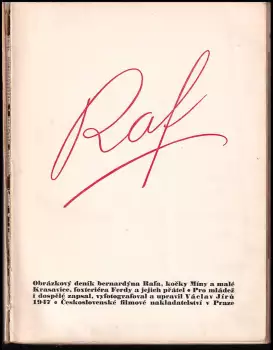 Raf
Obrázkový deník bernardýna Rafa, kočky Míny a malé
Krasavice, foxteriéra Ferdy a jejich přátel • Pro mládež
i dospělé zapsal, vyfotografoval a upravil Václav Jírů
1947 • Československé filmové nakladatelství v Praze